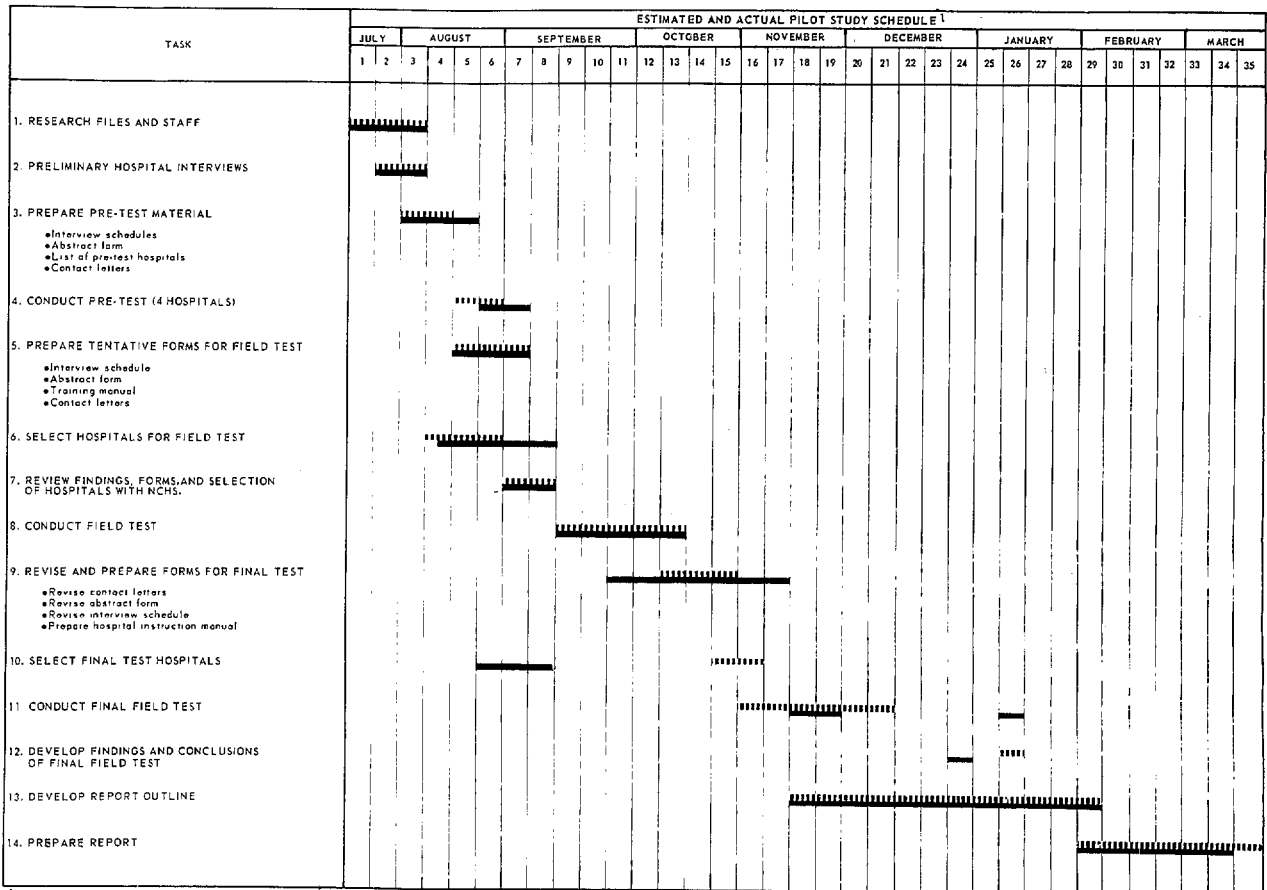 ESTIMATED AND ACTUAL PILOT STUDY SCHEDULE 1
TASK
JULY AUGUST SEPTEMBER OCTOBER NOVEMBER DECEMBER JANUARY FEBRUARY MARCH
1 2 3 4 5 6 7 8 9 10 11 12 13 14 15 16 17 18 19 20 21 22 23 24 25 26 27 28 29 30 31 32 33 34 35
1. RESEARCH FILES AND STAFF
2. PRELIMINARY HOSPITAL INTERVIEWS
3. PREPARE PRE-TEST MATERIAL
•Interview schedules
•Abstract form
•List of pre-test hospitals
•Contact letters
4. CONDUCT PRE-TEST (4 HOSPITALS)
5. PREPARE TENTATIVE FORMS FOR FIELD TEST
•Interview schedule
•Abstract form
•Training manual
•Contact letters
6. SELECT HOSPITALS FOR FIELD TEST
7. REVIEW FINDINGS, FORMS, AND SELECTION
OF HOSPITALS WITH NCHS.
8. CONDUCT FIELD TEST
9. REVISE AND PREPARE FORMS FOR FINAL TEST
•Revise contact letters
•Revise abstract form
•Revise interview schedule
•Prepare hospital instruction manual
10. SELECT FINAL TEST HOSPITALS
11 CONDUCT FINAL FIELD TEST
12. DEVELOP FINDINGS AND CONCLUSIONS
OF FINAL FIELD TEST
13. DEVELOP REPORT OUTLINE
14. PREPARE REPORT